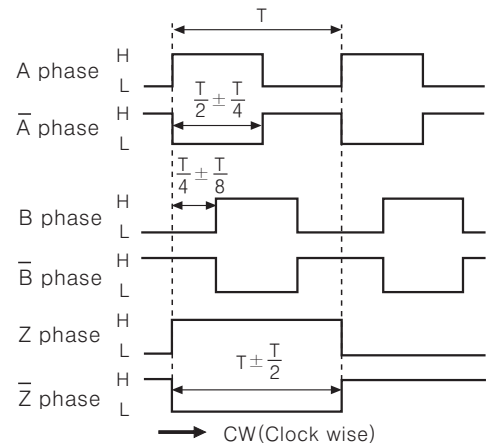 T
H
A phase
L
H
A̅ phase
L
T/2 ± T/4
T/4 ± T/8
H
B phase
L
H
B̅ phase
L
H
Z phase
L
T ± T/2
H
Z̅ phase
L
CW(Clock wise)